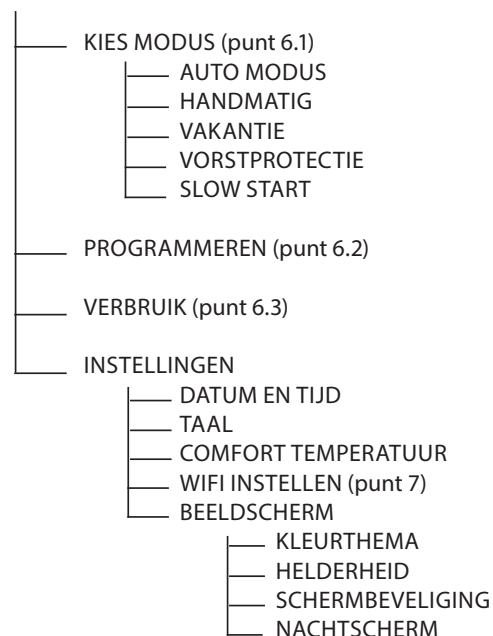 KIES MODUS (punt 6.1)
AUTO MODUS
HANDMATIG
VAKANTIE
VORSTPROTECTIE
SLOW START
PROGRAMMEREN (punt 6.2)
VERBRUIK (punt 6.3)
INSTELLINGEN
DATUM EN TIJD
TAAL
COMFORT TEMPERATUUR
WIFI INSTELLEN (punt 7)
BEELDSCHERM
KLEURTHEMA
HELDERHEID
SCHERMBEVELIGING
NACHTSCHERM